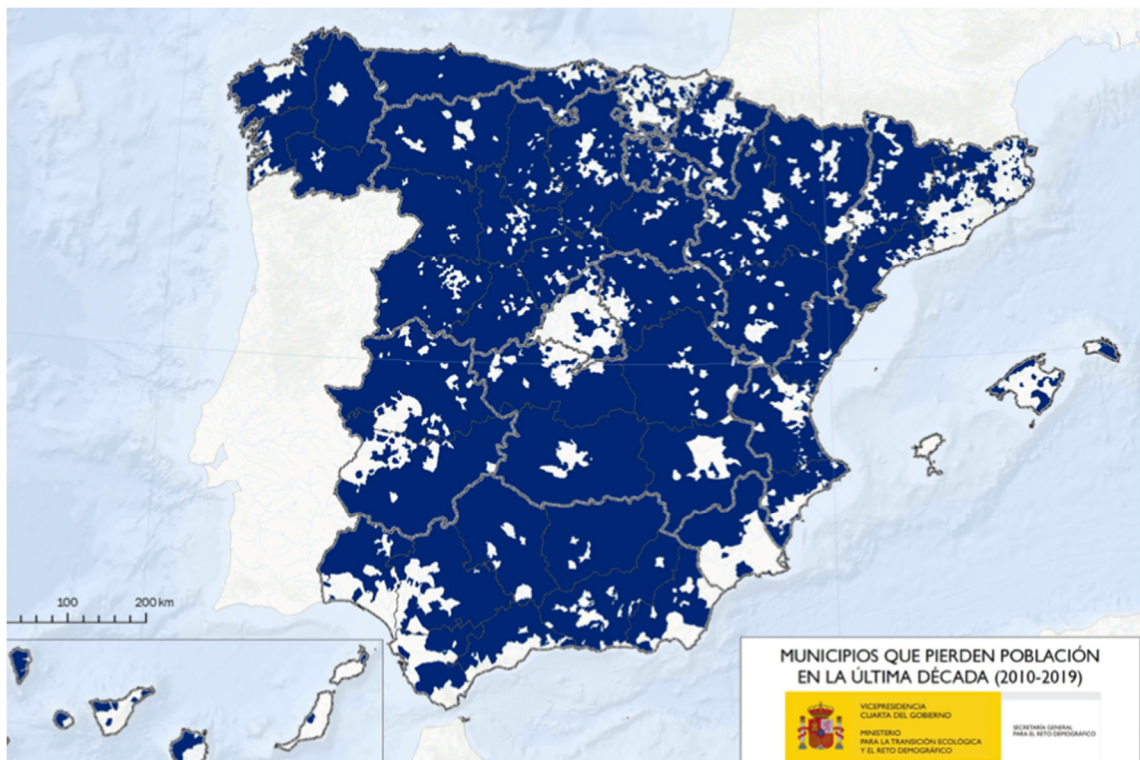 100
200 km
MUNICIPIOS QUE PIERDEN POBLACIÓN
EN LA ÚLTIMA DÉCADA (2010-2019)
VICEPRESIDENCIA
CUARTA DEL GOBIERNO
MINISTERIO
PARA LA TRANSICIÓN ECOLÓGICA
Y EL RETO DEMOGRÁFICO
SECRETARÍA GENERAL
PARA EL RETO DEMOGRÁFICO